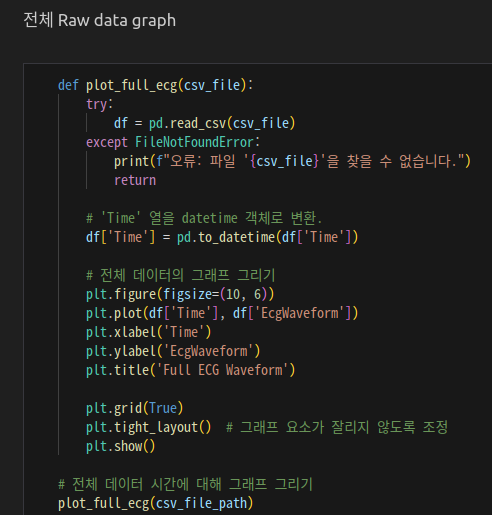 전체 Raw data graph
def plot_full_ecg(csv_file):
    try:
        df = pd.read_csv(csv_file)
    except FileNotFoundError:
        print(f"오류: 파일 '{csv_file}'을 찾을 수 없습니다.")
        return

    # 'Time' 열을 datetime 객체로 변환.
    df['Time'] = pd.to_datetime(df['Time'])

    # 전체 데이터의 그래프 그리기
    plt.figure(figsize=(10, 6))
    plt.plot(df['Time'], df['EcgWaveform'])
    plt.xlabel('Time')
    plt.ylabel('EcgWaveform')
    plt.title('Full ECG Waveform')

    plt.grid(True)
    plt.tight_layout()  # 그래프 요소가 잘리지 않도록 조정
    plt.show()

# 전체 데이터 시간에 대해 그래프 그리기
plot_full_ecg(csv_file_path)